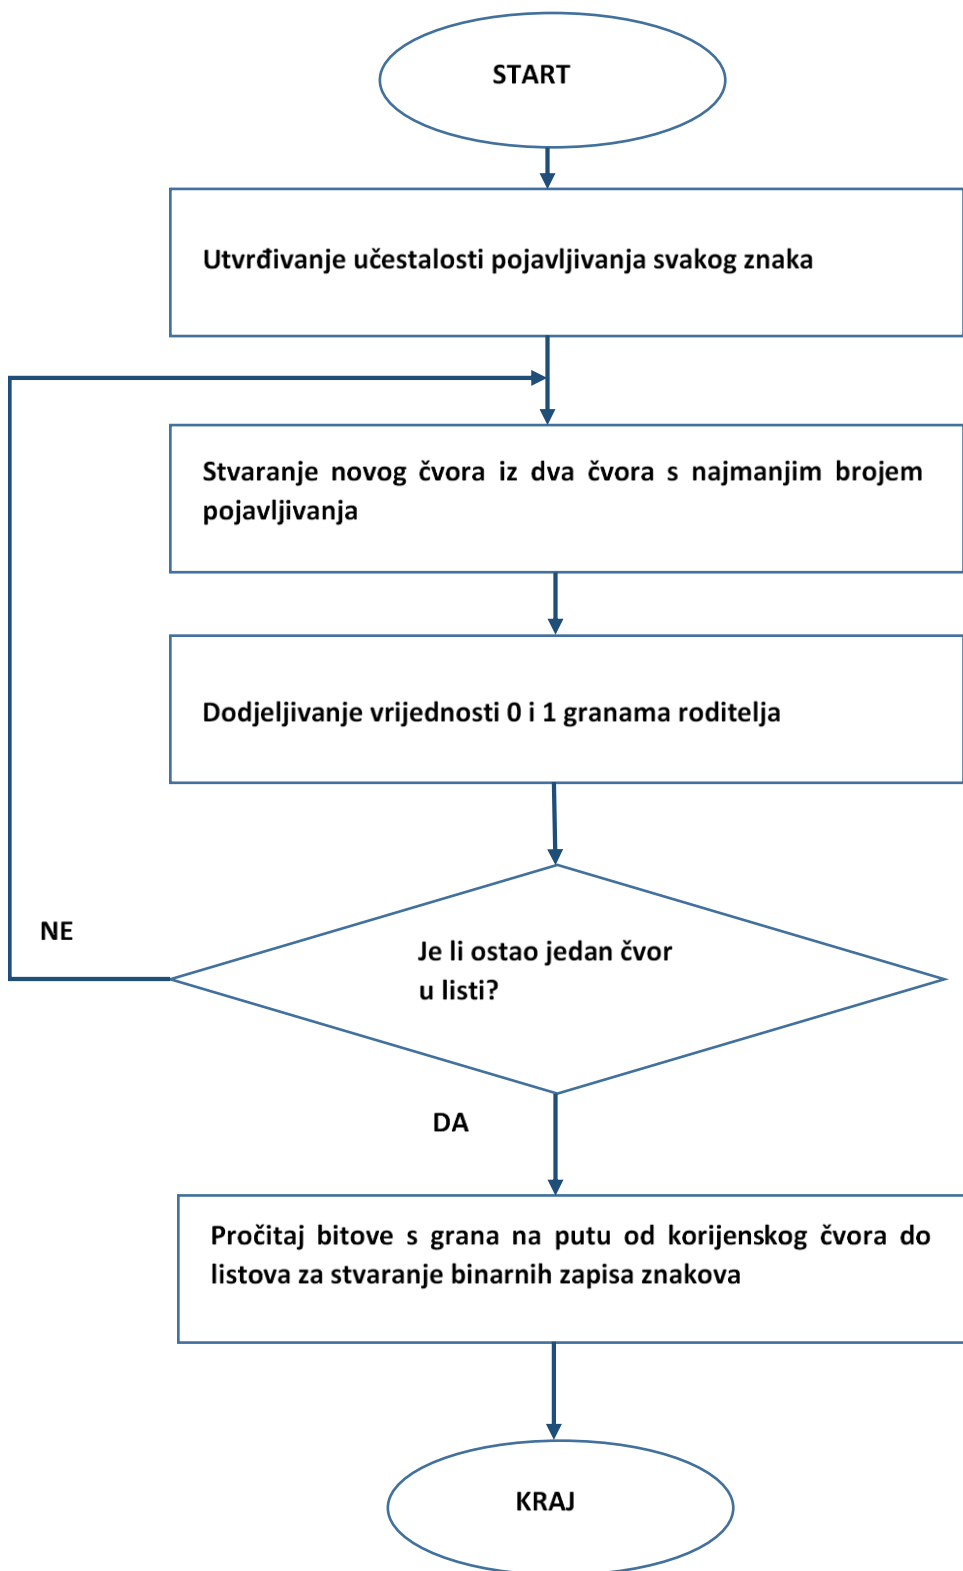 START
Utvrđivanje učestalosti pojavljivanja svakog znaka
Stvaranje novog čvora iz dva čvora s najmanjim brojem
pojavljivanja
Dodjeljivanje vrijednosti 0 i 1 granama roditelja
NE
Je li ostao jedan čvor
u listi?
DA
Pročitaj bitove s grana na putu od korijenskog čvora do
listova za stvaranje binarnih zapisa znakova
KRAJ